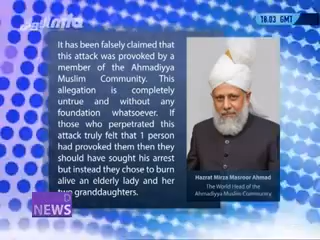 mta
18.03 GMT
It has been falsely claimed that
this attack was provoked by a
member of the Ahmadiyya
Muslim Community. This
allegation is completely
untrue and without any
foundation whatsoever. If
those who perpetrated this
attack truly felt that 1 person
had provoked them then they
should have sought his arrest
but instead they chose to burn
alive an elderly lady and her
two granddaughters.
Hazrat Mirza Masroor Ahmad
The World Head of the
Ahmadiyya Muslim Community
NEWS